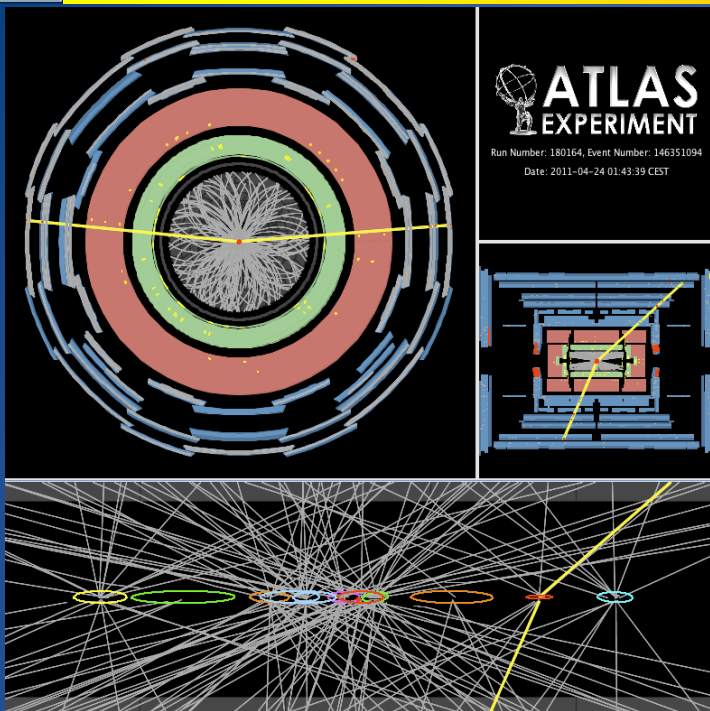 ATLAS
EXPERIMENT
Run Number: 180164, Event Number: 146351094
Date: 2011-04-24 01:43:39 CEST